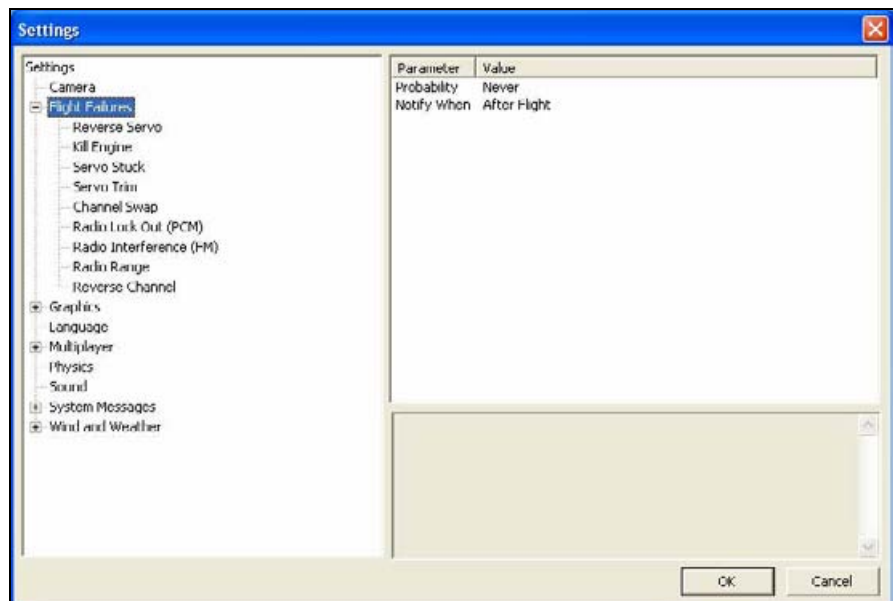 Settings
Settings
Camera
Flight Failures
Reverse Servo
Kill Engine
Servo Stuck
Servo Trim
Channel Swap
Radio Lock Out (PCM)
Radio Interference (FM)
Radio Range
Reverse Channel
Graphics
Language
Multiplayer
Physics
Sound
System Messages
Wind and Weather
Parameter Value
Probability Never
Notify When After Flight
OK Cancel